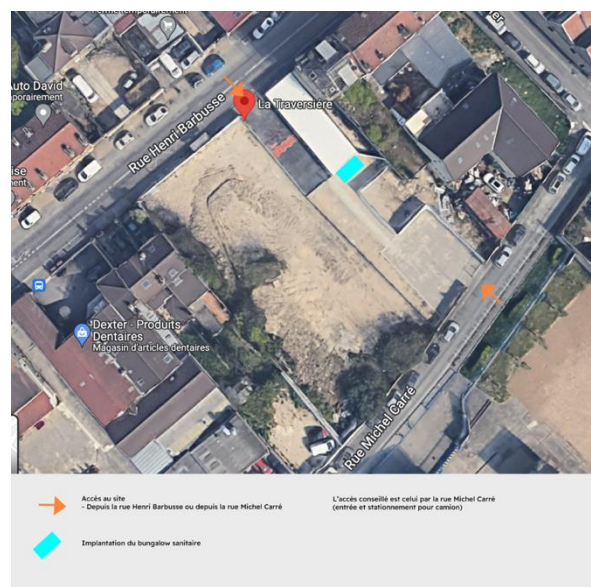 Auto David
Rue Henri Barbusse
La Traversière
Dexter - Produits
Dentaires
Magasin d'articles dentaires
Rue Michel Carré
Accès au site
- Depuis la rue Henri Barbusse ou depuis la rue Michel Carré
L'accès conseillé est celui par la rue Michel Carré
(entrée et stationnement pour camion)
Implantation du bungalow sanitaire